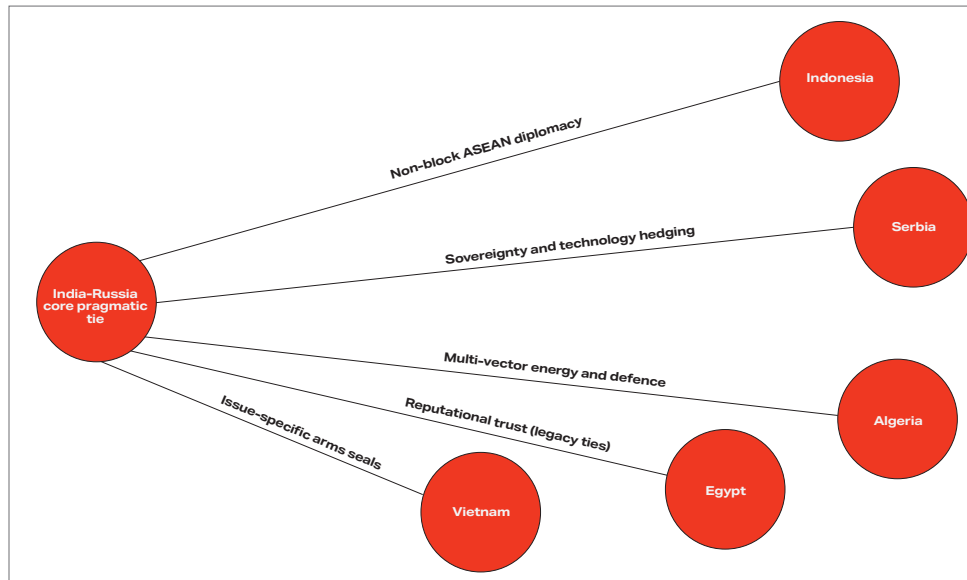 Indonesia
Non-block ASEAN diplomacy
Serbia
Sovereignty and technology hedging
India-Russia
core pragmatic
tie
Multi-vector energy and defence
Algeria
Reputational trust (legacy ties)
Egypt
Issue-specific arms seals
Vietnam